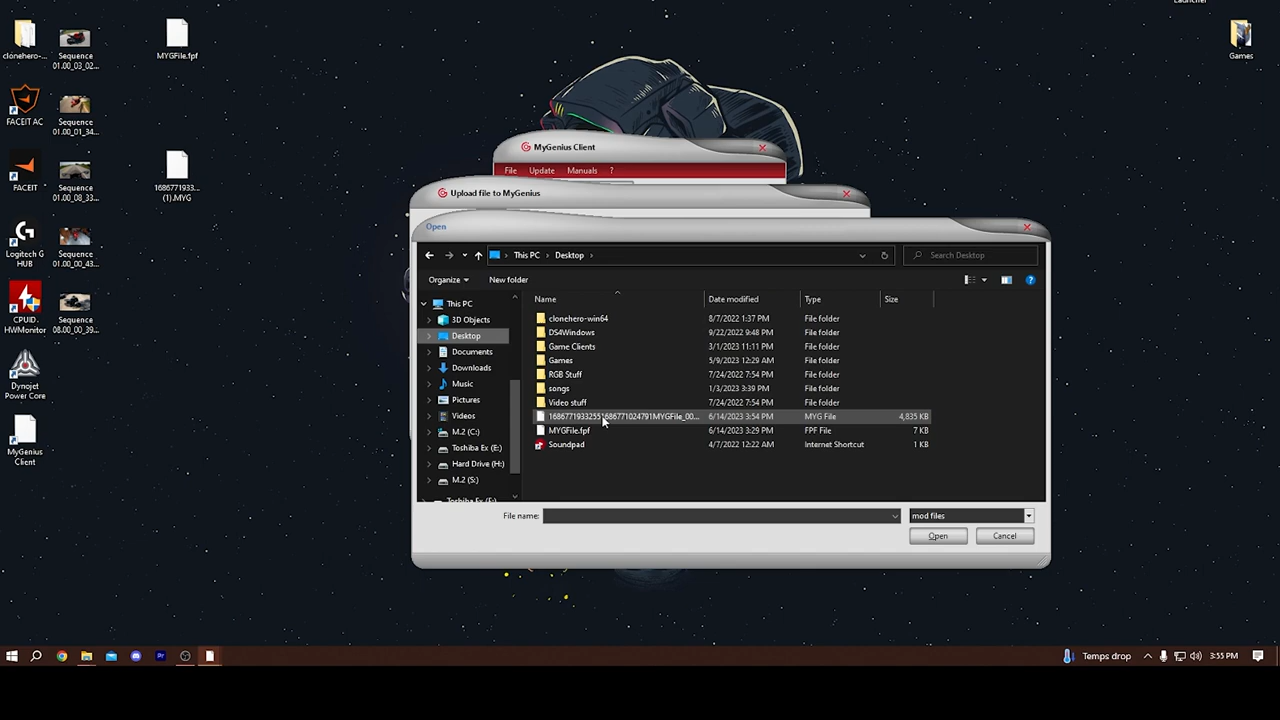 Launcher
clonehero-...
Sequence
01.00_03_02...
MYGFile.fpf
Games
FACEIT AC
Sequence
01.00_01_34...
FACEIT
Sequence
01.00_08_33...
1686771933...
(1).MYG
Logitech G
HUB
Sequence
01.00_00_43...
CPUID
HWMonitor
Sequence
08.00_00_39...
Dynojet
Power Core
MyGenius
Client
MyGenius Client
File Update Manuals ?
Upload file to MyGenius
Open
This PC Desktop
Search Desktop
Organize New folder
This PC
3D Objects
Desktop
Documents
Downloads
Music
Pictures
Videos
M.2 (C:)
Toshiba Ex (E:)
Hard Drive (H:)
M.2 (S:)
Toshiba Ex (E:)
Name Date modified Type Size
clonehero-win64 8/7/2022 1:37 PM File folder
DS4Windows 9/22/2022 9:48 PM File folder
Game Clients 3/1/2023 11:11 PM File folder
Games 5/9/2023 12:29 AM File folder
RGB Stuff 7/24/2022 7:54 PM File folder
songs 1/3/2023 3:39 PM File folder
Video stuff 7/24/2022 7:54 PM File folder
16867719332551686771024791MYGFile_00... 6/14/2023 3:54 PM MYG File 4,835 KB
MYGFile.fpf 6/14/2023 3:29 PM FPF File 7 KB
Soundpad 4/7/2022 12:22 AM Internet Shortcut 1 KB
File name: mod files
Open Cancel
Temps drop 3:55 PM